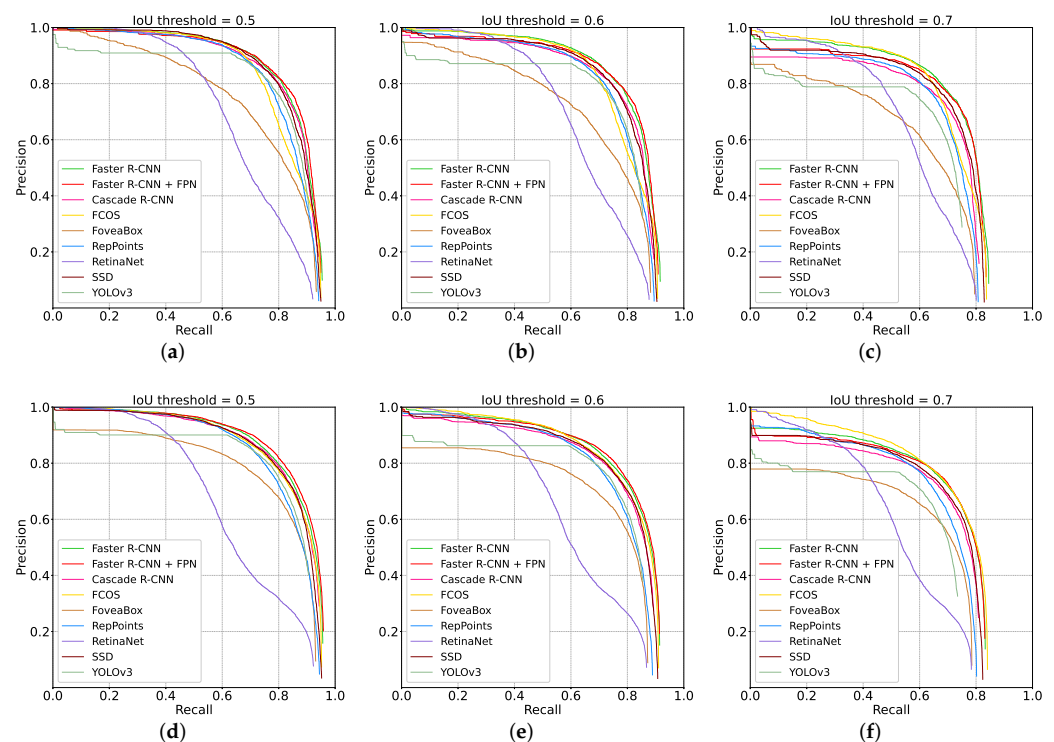 IoU threshold = 0.5
1.0
0.8
0.6
0.4
0.2
Precision
Faster R-CNN
Faster R-CNN + FPN
Cascade R-CNN
FCOS
FoveaBox
RepPoints
RetinaNet
SSD
YOLOv3
0.0 0.2 0.4 0.6 0.8 1.0
Recall
(a)
IoU threshold = 0.6
1.0
0.8
0.6
0.4
0.2
Precision
Faster R-CNN
Faster R-CNN + FPN
Cascade R-CNN
FCOS
FoveaBox
RepPoints
RetinaNet
SSD
YOLOv3
0.0 0.2 0.4 0.6 0.8 1.0
Recall
(b)
IoU threshold = 0.7
1.0
0.8
0.6
0.4
0.2
Precision
Faster R-CNN
Faster R-CNN + FPN
Cascade R-CNN
FCOS
FoveaBox
RepPoints
RetinaNet
SSD
YOLOv3
0.0 0.2 0.4 0.6 0.8 1.0
Recall
(c)
IoU threshold = 0.5
1.0
0.8
0.6
0.4
0.2
Precision
Faster R-CNN
Faster R-CNN + FPN
Cascade R-CNN
FCOS
FoveaBox
RepPoints
RetinaNet
SSD
YOLOv3
0.0 0.2 0.4 0.6 0.8 1.0
Recall
(d)
IoU threshold = 0.6
1.0
0.8
0.6
0.4
0.2
Precision
Faster R-CNN
Faster R-CNN + FPN
Cascade R-CNN
FCOS
FoveaBox
RepPoints
RetinaNet
SSD
YOLOv3
0.0 0.2 0.4 0.6 0.8 1.0
Recall
(e)
IoU threshold = 0.7
1.0
0.8
0.6
0.4
0.2
Precision
Faster R-CNN
Faster R-CNN + FPN
Cascade R-CNN
FCOS
FoveaBox
RepPoints
RetinaNet
SSD
YOLOv3
0.0 0.2 0.4 0.6 0.8 1.0
Recall
(f)